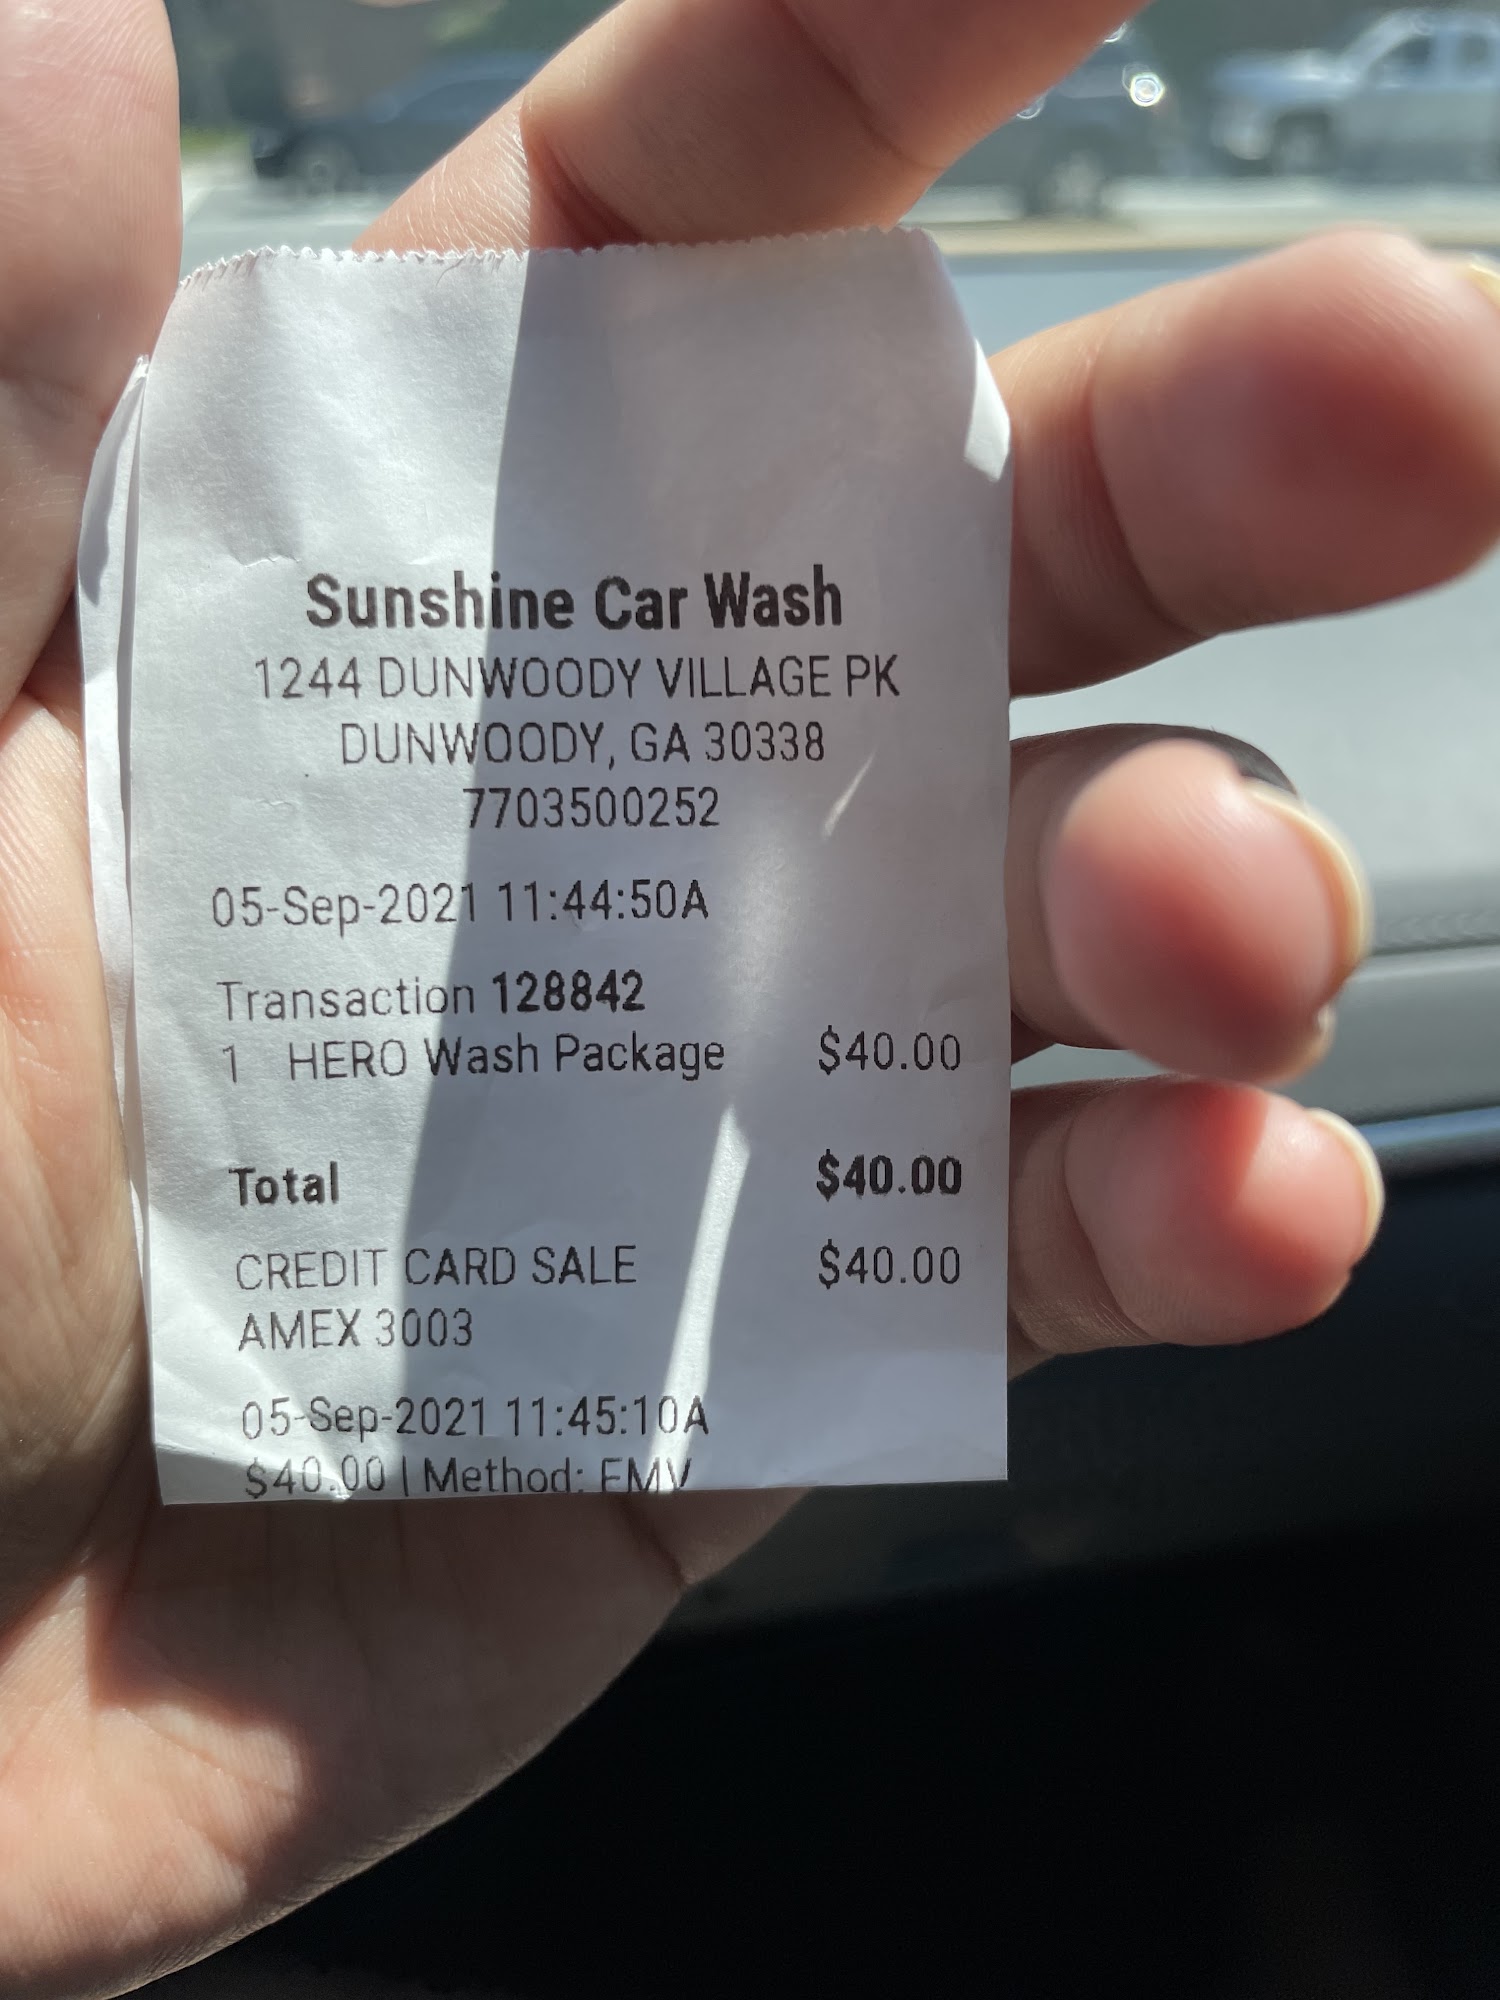 Sunshine Car Wash
1244 DUNWOODY VILLAGE PK
DUNWOODY, GA 30338
7703500252
05-Sep-2021 11:44:50A
Transaction 128842
1 HERO Wash Package $40.00
Total $40.00
CREDIT CARD SALE $40.00
AMEX 3003
05-Sep-2021 11:45:10A
$40.00 | Method: EMV